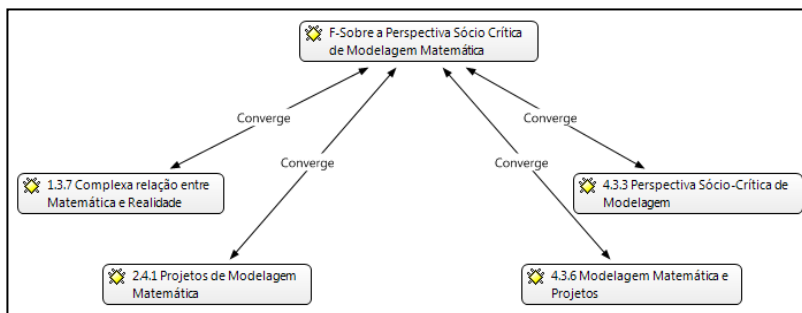 F-Sobre a Perspectiva Sócio Crítica
de Modelagem Matemática
Converge
Converge
Converge
Converge
1.3.7 Complexa relação entre
Matemática e Realidade
4.3.3 Perspectiva Sócio-Crítica de
Modelagem
2.4.1 Projetos de Modelagem
Matemática
4.3.6 Modelagem Matemática e
Projetos